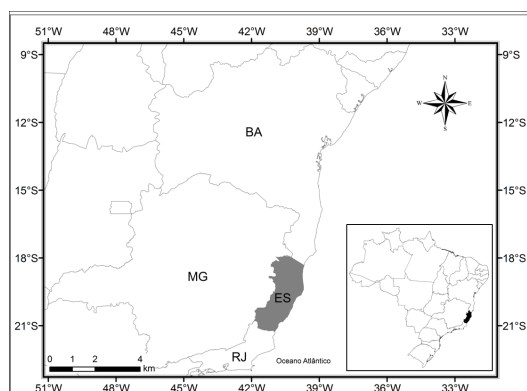 51°W 48°W 45°W 42°W 39°W 36°W 33°W
9°S 9°S
N
W E
S
12°S 12°S
BA
15°S 15°S
18°S 18°S
MG
ES
21°S 21°S
RJ
Oceano Atlântico
0 1 2 4
km
51°W 48°W 45°W 42°W 39°W 36°W 33°W